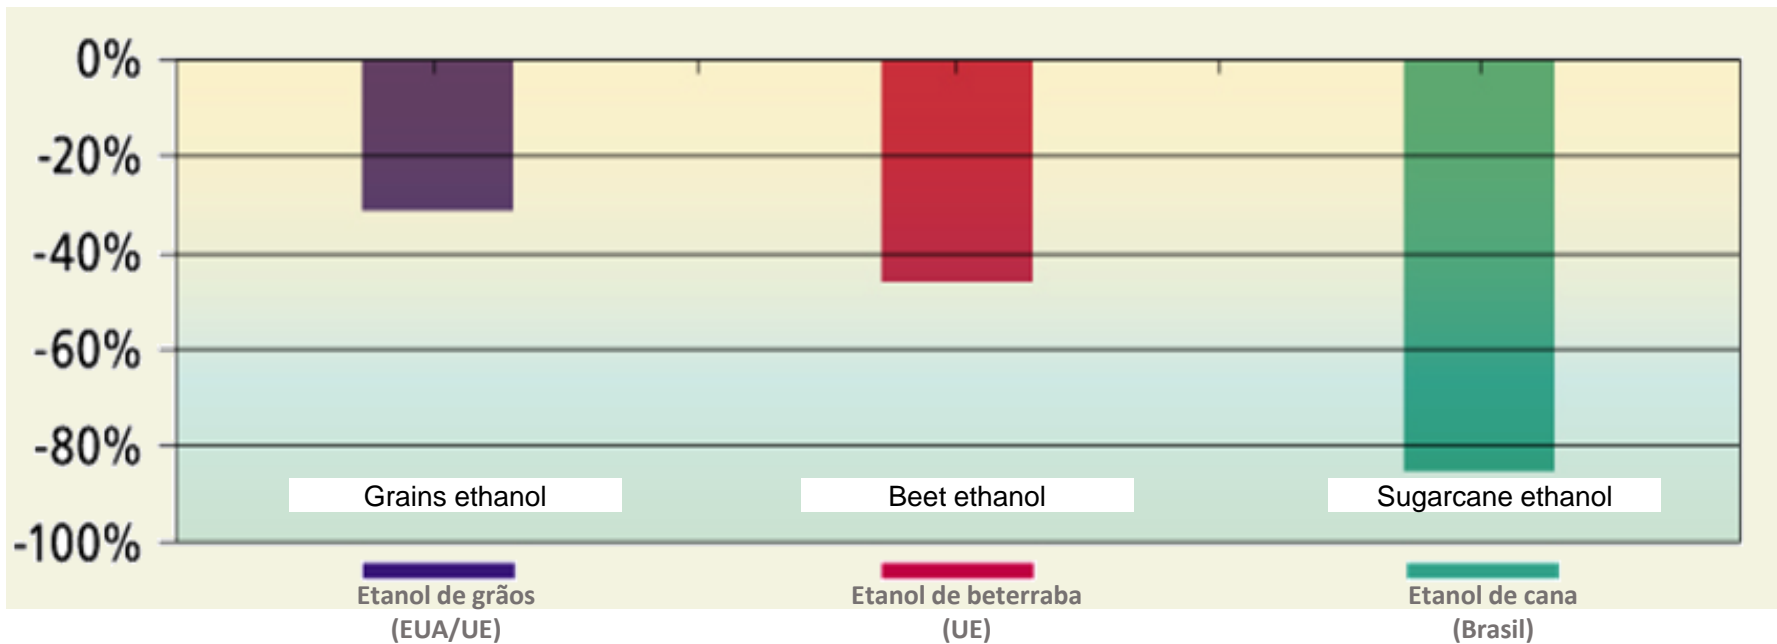 0%
-20%
-40%
-60%
-80%
-100%
Grains ethanol
Beet ethanol
Sugarcane ethanol
Etanol de grãos
(EUA/UE)
Etanol de beterraba
(UE)
Etanol de cana
(Brasil)